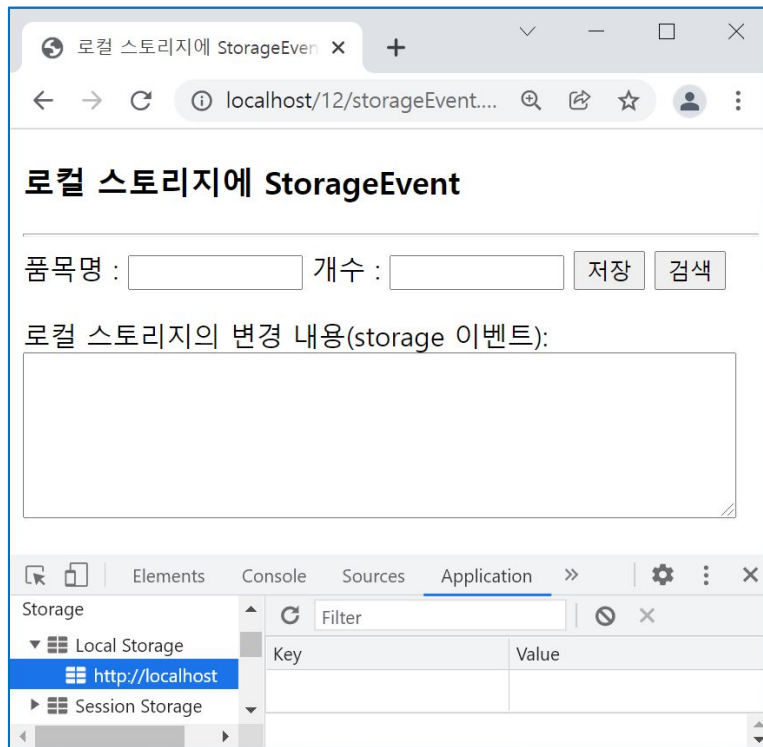 로컬 스토리지에 StorageEven
localhost/12/storageEvent....
로컬 스토리지에 StorageEvent
품목명 : 개수 : 저장 검색
로컬 스토리지의 변경 내용(storage 이벤트):
Elements Console Sources Application
Storage
Filter
Local Storage
Key Value
http://localhost
Session Storage